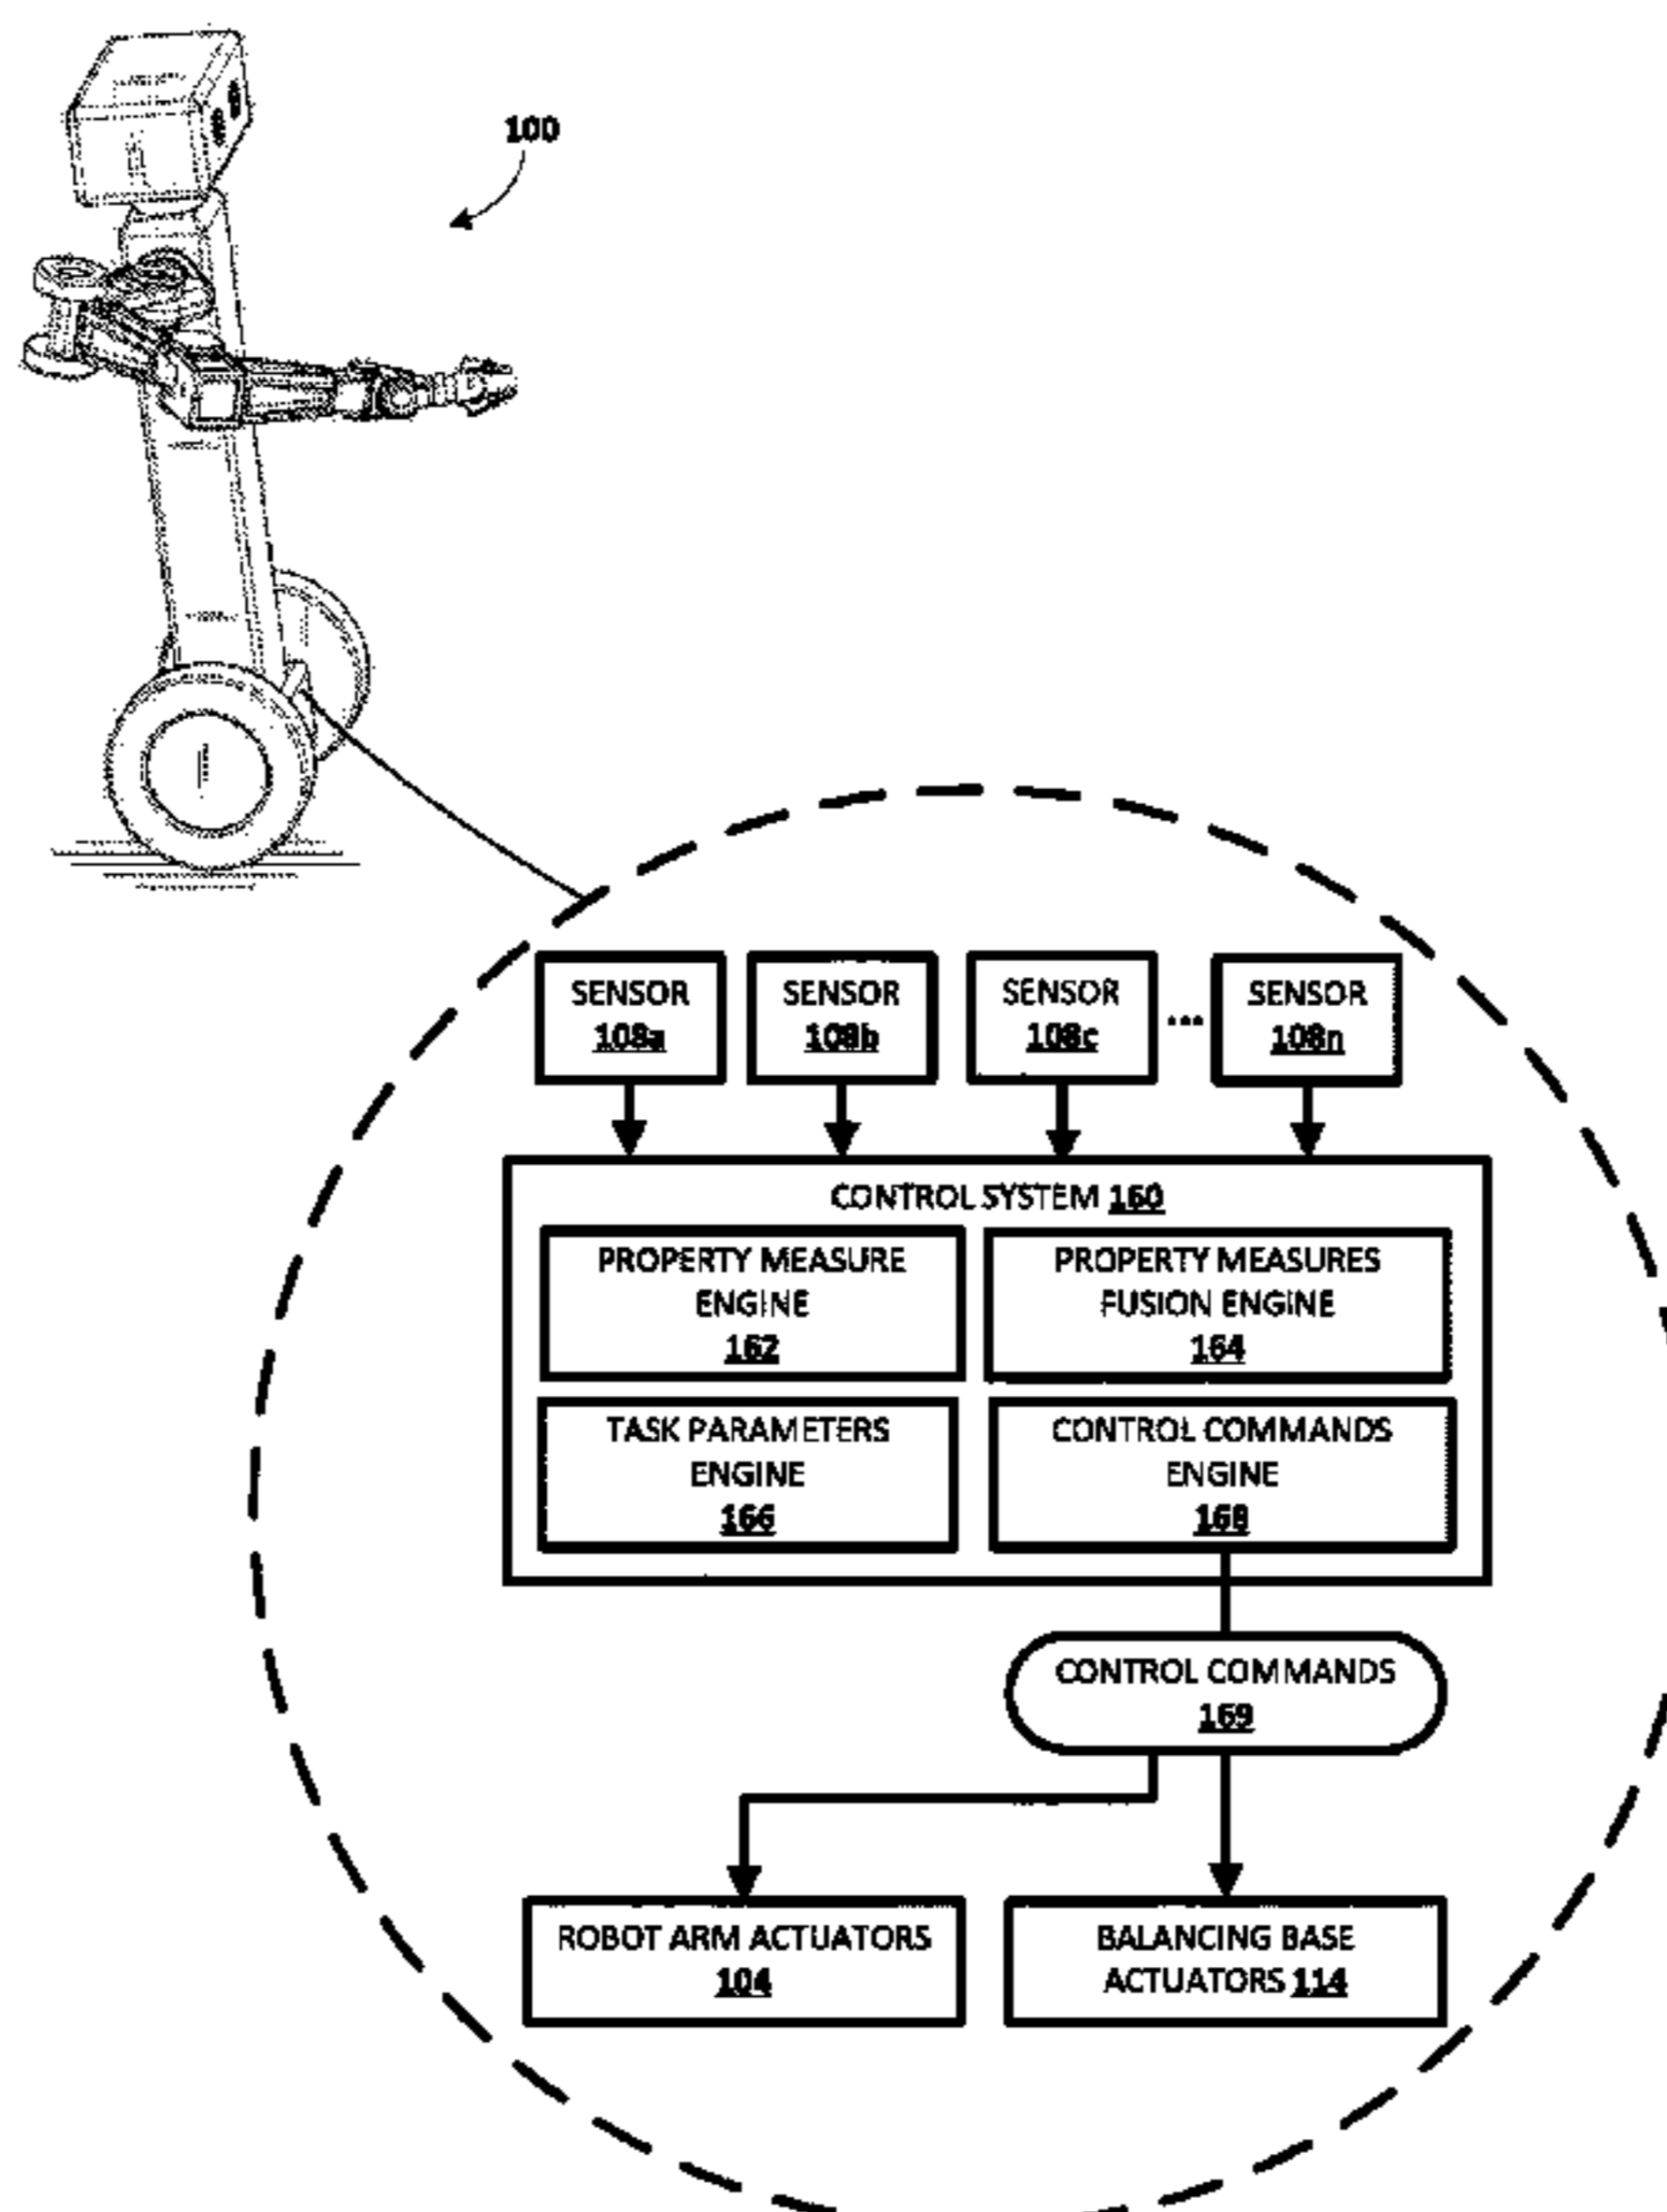 100
SENSOR
108a
SENSOR
108b
SENSOR
108c
...
SENSOR
108n
CONTROL SYSTEM 160
PROPERTY MEASURE
ENGINE
162
PROPERTY MEASURES
FUSION ENGINE
164
TASK PARAMETERS
ENGINE
166
CONTROL COMMANDS
ENGINE
168
CONTROL COMMANDS
169
ROBOT ARM ACTUATORS
104
BALANCING BASE
ACTUATORS 114